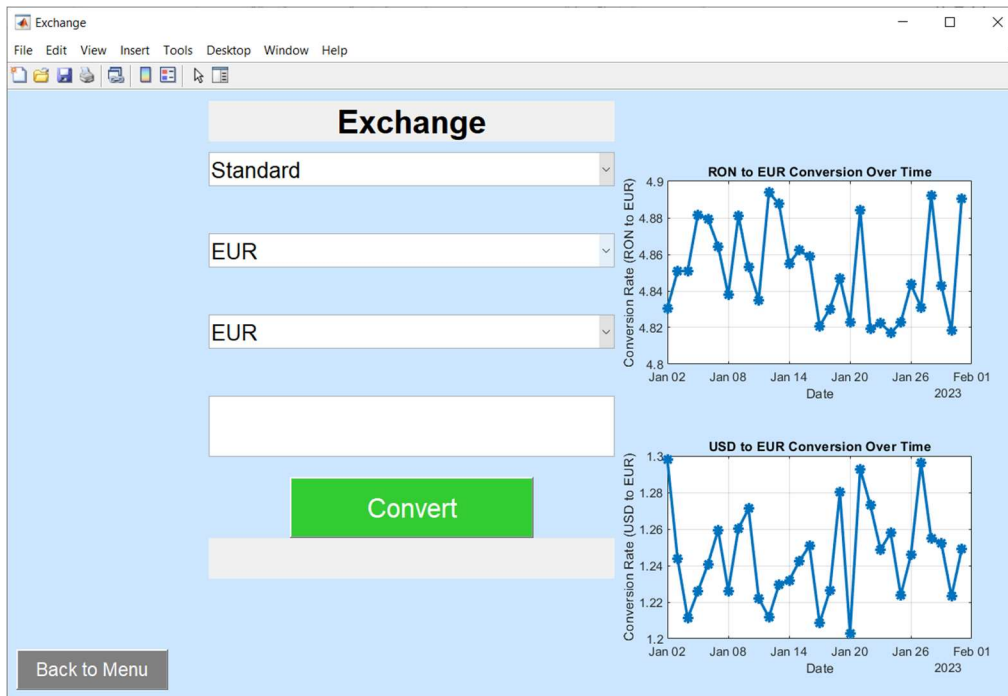 Exchange
File Edit View Insert Tools Desktop Window Help
Exchange
Standard
EUR
EUR
Convert
Back to Menu
RON to EUR Conversion Over Time
Conversion Rate (RON to EUR)
4.9
4.88
4.86
4.84
4.82
4.8
Jan 02 Jan 08 Jan 14 Jan 20 Jan 26 Feb 01
Date 2023
USD to EUR Conversion Over Time
Conversion Rate (USD to EUR)
1.3
1.28
1.26
1.24
1.22
1.2
Jan 02 Jan 08 Jan 14 Jan 20 Jan 26 Feb 01
Date 2023